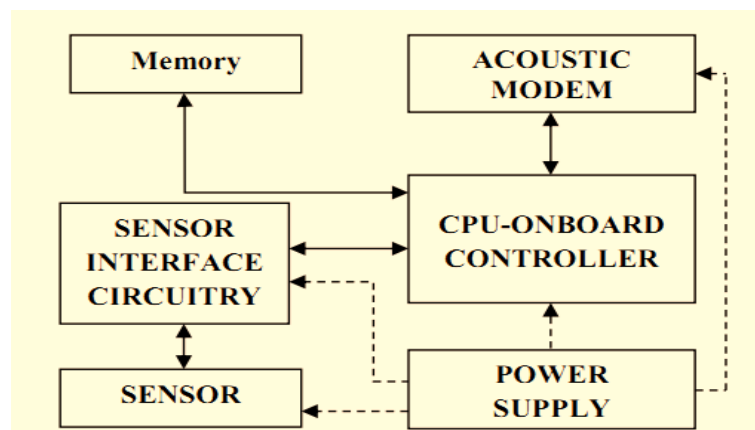 Memory
ACOUSTIC
MODEM
SENSOR
INTERFACE
CIRCUITRY
CPU-ONBOARD
CONTROLLER
SENSOR
POWER
SUPPLY